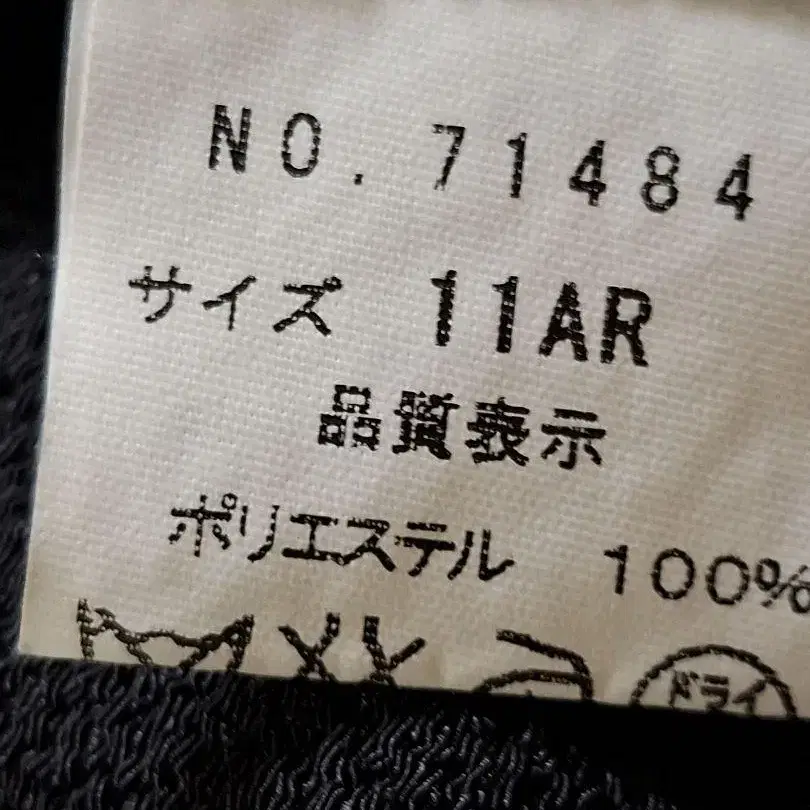 NO. 71484
サイズ 11AR
品質表示
ポリエステル 100%
ドライ